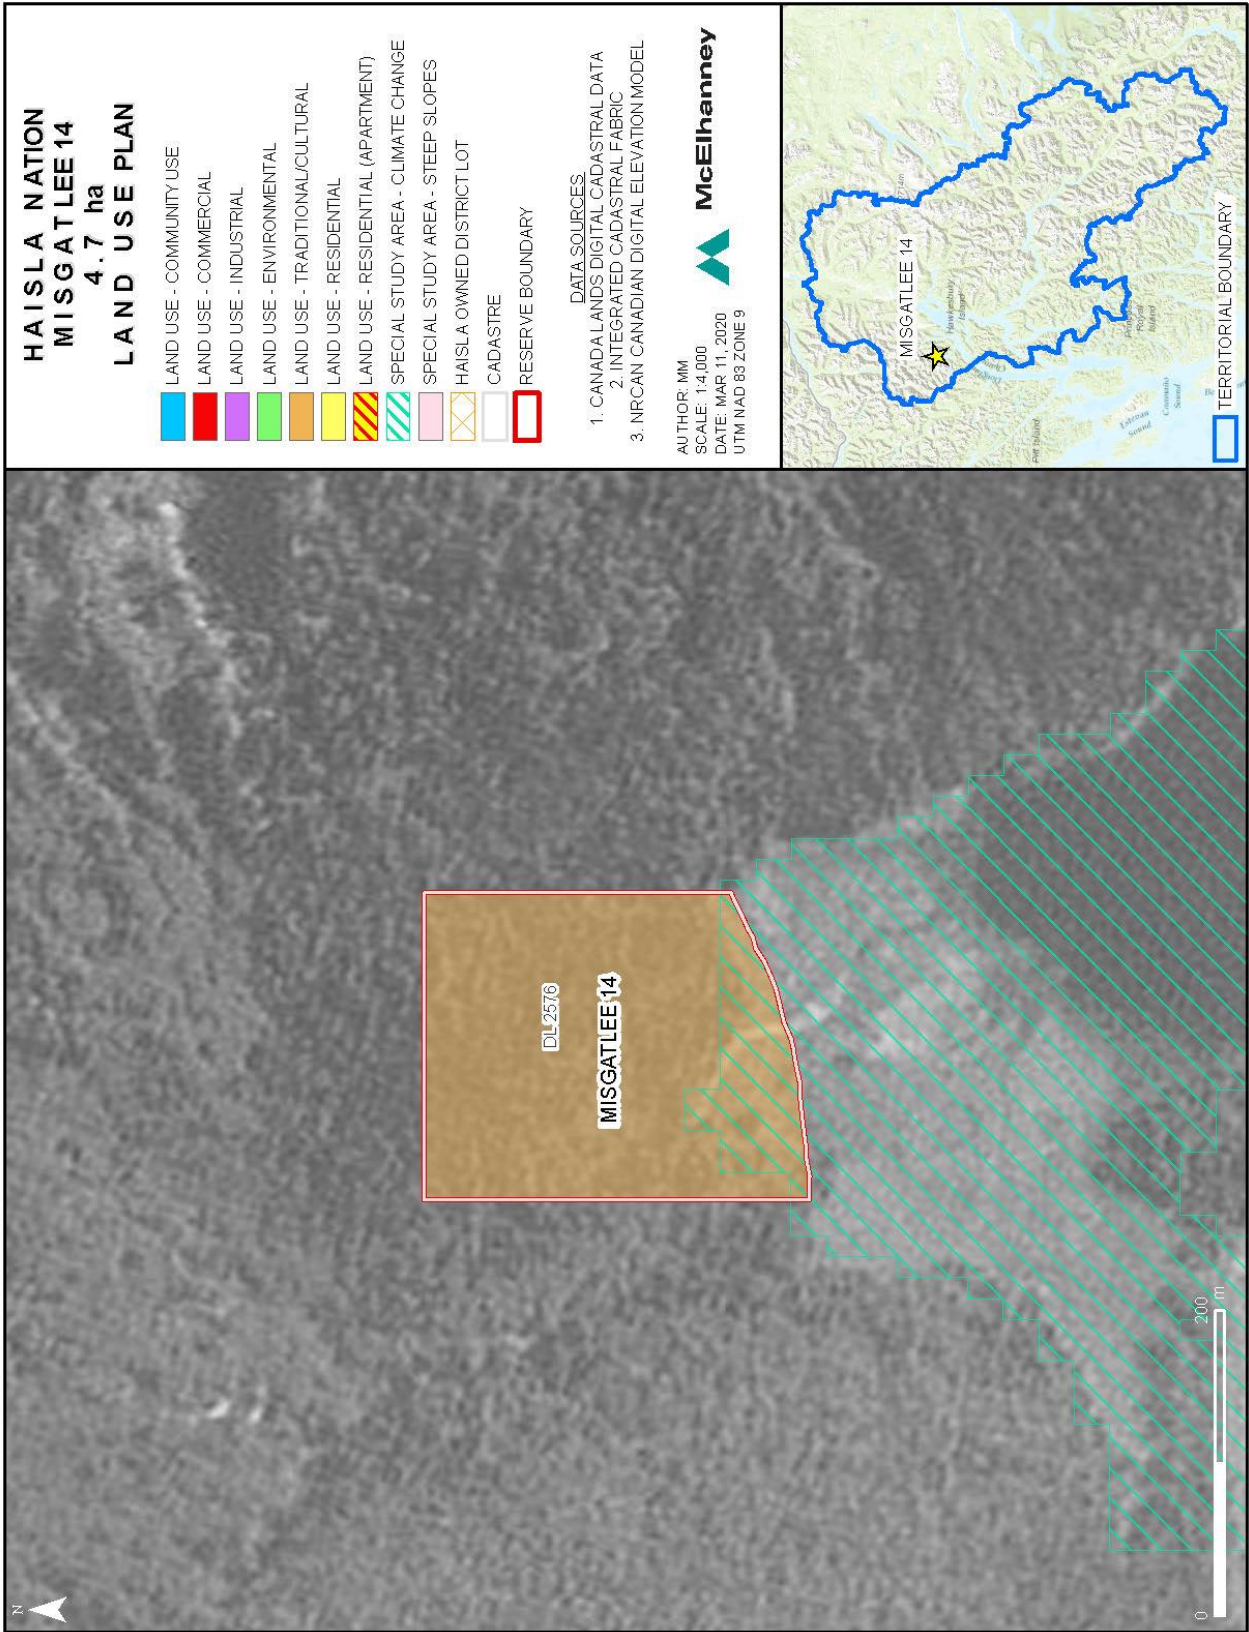 HAISLA NATION
MISGATLEE 14
4.7 ha
LAND USE PLAN
LAND USE - COMMUNITY USE
LAND USE - COMMERCIAL
LAND USE - INDUSTRIAL
LAND USE - ENVIRONMENTAL
LAND USE - TRADITIONAL/CULTURAL
LAND USE - RESIDENTIAL
LAND USE - RESIDENTIAL (APARTMENT)
SPECIAL STUDY AREA - CLIMATE CHANGE
SPECIAL STUDY AREA - STEEP SLOPES
HAISLA OWNED DISTRICT LOT
CADASTRE
RESERVE BOUNDARY
DATA SOURCES
1. CANADA LANDS DIGITAL CADASTRAL DATA
2. INTEGRATED CADASTRAL FABRIC
3. NRCAN CANADIAN DIGITAL ELEVATION MODEL
AUTHOR: MM
SCALE: 1:4,000
DATE: MAR 11, 2020
UTM NAD 83 ZONE 9
McElhanney
MISGATLEE 14
Hawkesbury
Island
Royal
Island
Pitt Island
Estevan
Sound
Caamaño
Sound
TERRITORIAL BOUNDARY
N
DL 2576
MISGATLEE 14
0
200
m